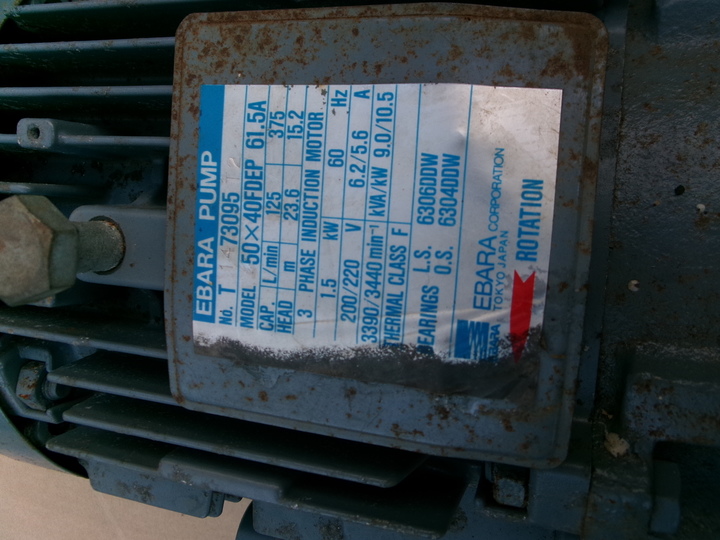 EBARA PUMP
No. T 1 73095
MODEL 50×40FDEP 61.5A
CAP. L/min 125 375
HEAD m 23.6 15.2
3 PHASE INDUCTION MOTOR
1.5 kW 60 Hz
200/220 V 6.2/5.6 A
3390/3440 min⁻¹ kVA/kW 9.0/10.5
THERMAL CLASS F
BEARINGS L.S. 6306DDW
O.S. 6304DDW
EBARA
EBARA CORPORATION
TOKYO JAPAN
ROTATION